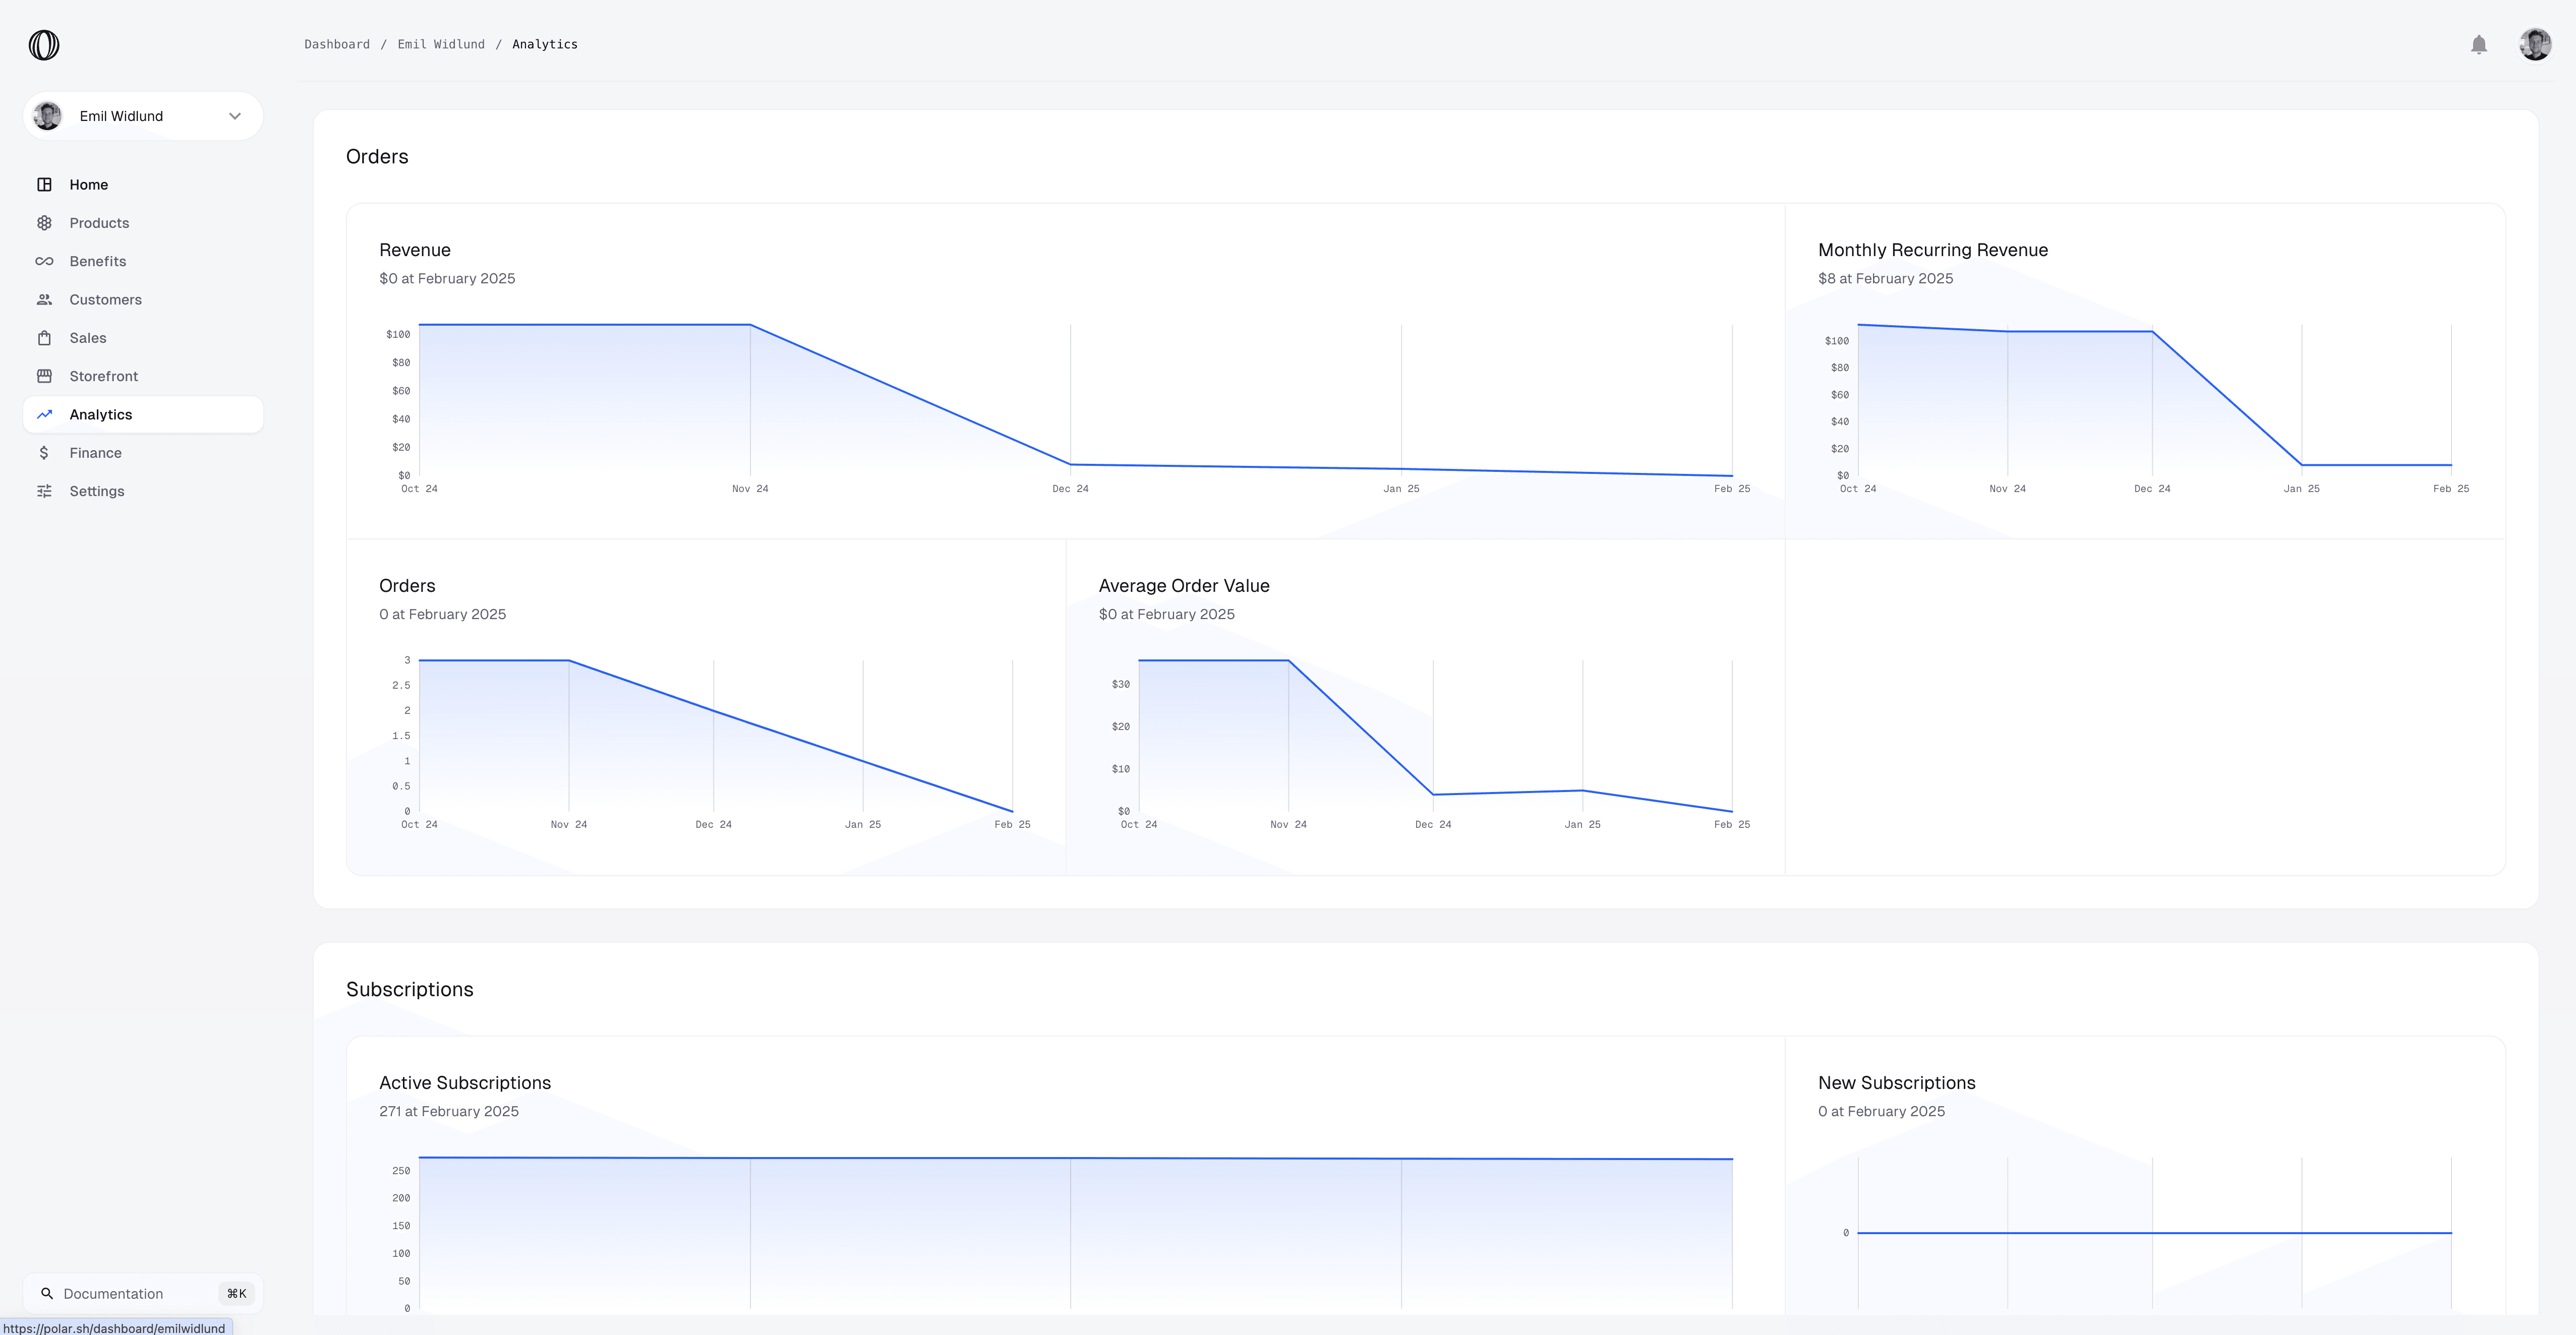 Dashboard / Emil Widlund / Analytics
Emil Widlund
Home
Products
Benefits
Customers
Sales
Storefront
Analytics
Finance
Settings
Documentation ⌘K
https://polar.sh/dashboard/emilwidlund
Orders
Revenue
$0 at February 2025
$100
$80
$60
$40
$20
$0
Oct 24 Nov 24 Dec 24 Jan 25 Feb 25
Monthly Recurring Revenue
$8 at February 2025
$100
$80
$60
$40
$20
$0
Oct 24 Nov 24 Dec 24 Jan 25 Feb 25
Orders
0 at February 2025
3
2.5
2
1.5
1
0.5
0
Oct 24 Nov 24 Dec 24 Jan 25 Feb 25
Average Order Value
$0 at February 2025
$30
$20
$10
$0
Oct 24 Nov 24 Dec 24 Jan 25 Feb 25
Subscriptions
Active Subscriptions
271 at February 2025
250
200
150
100
50
0
New Subscriptions
0 at February 2025
0